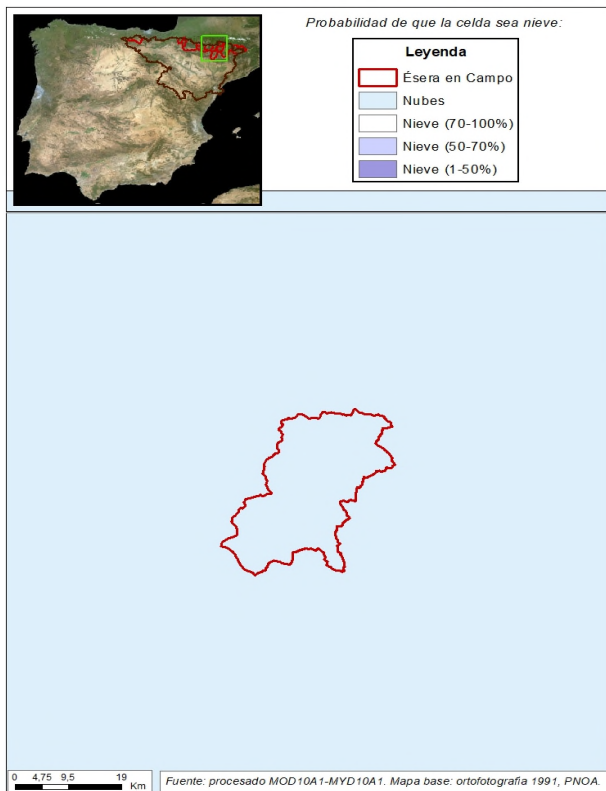 Probabilidad de que la celda sea nieve:
Leyenda
Ésera en Campo
Nubes
Nieve (70-100%)
Nieve (50-70%)
Nieve (1-50%)
0 4,75 9,5 19
Km
Fuente: procesado MOD10A1-MYD10A1. Mapa base: ortofotografia 1991, PNOA.